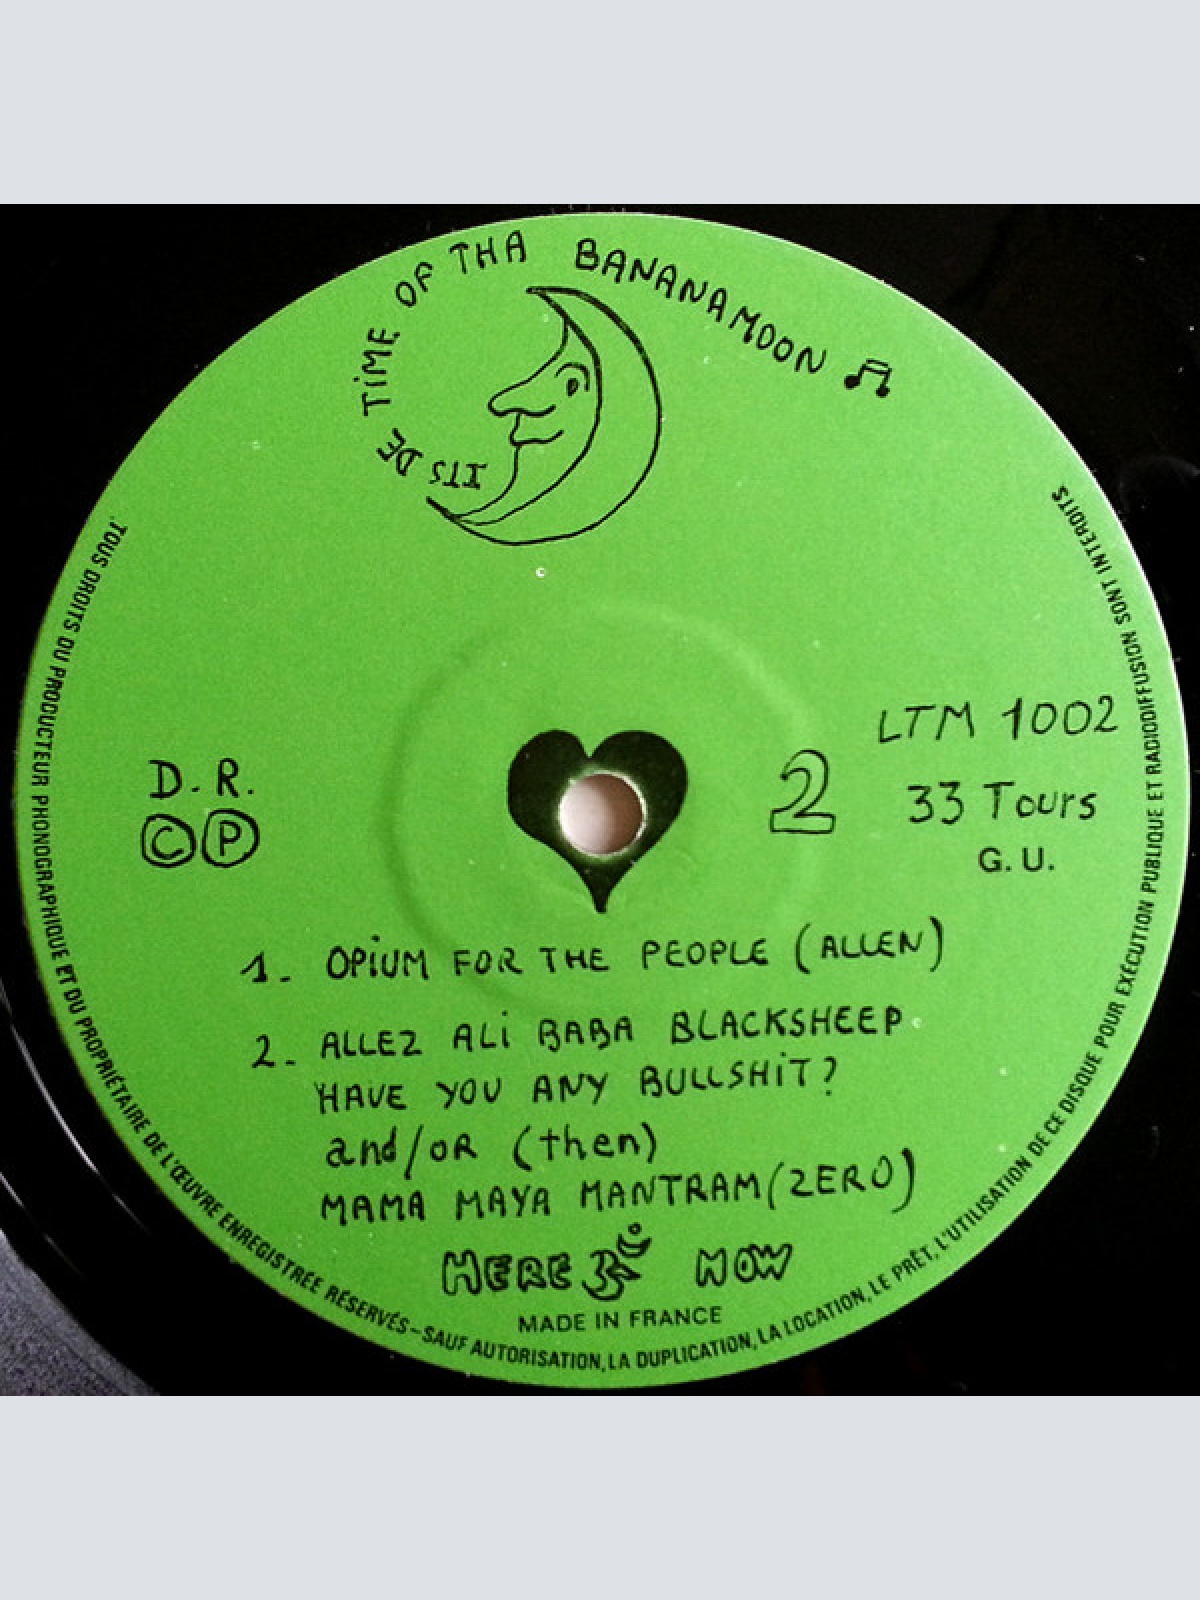 ITS DE TIME OF THA BANANAMOON
LTM 1002
D. R.
2
33 Tours
© ℗
G. U.
1. OPIUM FOR THE PEOPLE (ALLEN)
2. ALLEZ ALI BABA BLACKSHEEP
HAVE YOU ANY BULLSHIT?
and/OR (then)
MAMA MAYA MANTRAM (ZERO)
HERE ॐ NOW
MADE IN FRANCE
TOUS DROITS DU PRODUCTEUR PHONOGRAPHIQUE ET DU PROPRIÉTAIRE DE L'ŒUVRE ENREGISTRÉE RÉSERVÉS-SAUF AUTORISATION, LA DUPLICATION, LA LOCATION, LE PRÊT, L'UTILISATION DE CE DISQUE POUR EXÉCUTION PUBLIQUE ET RADIODIFFUSION SONT INTERDITS